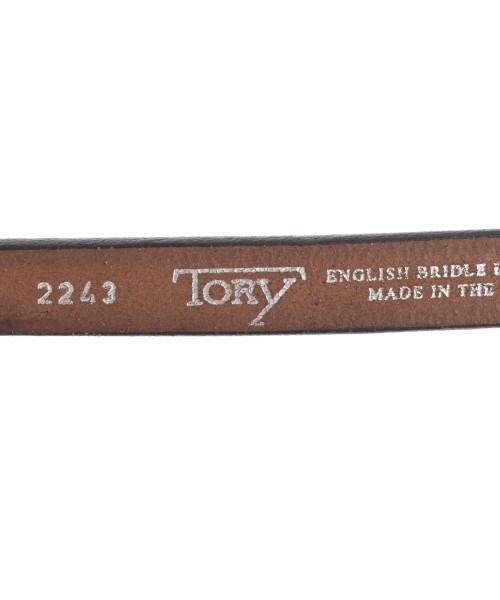 2243
TORY
ENGLISH BRIDLE
MADE IN THE